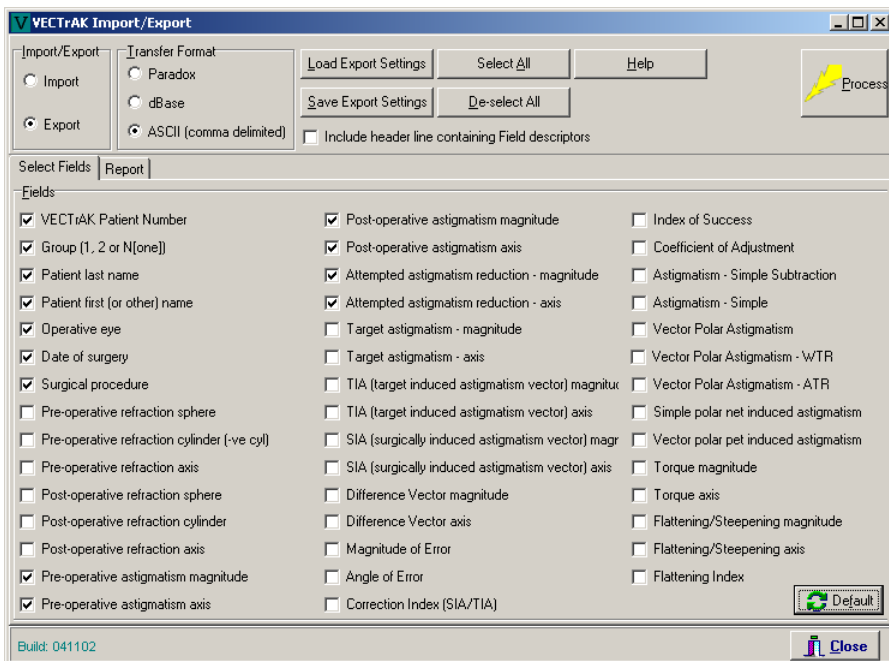 VECTrAK Import/Export
Import/Export
Import
Export
Transfer Format
Paradox
dBase
ASCII (comma delimited)
Load Export Settings
Select All
Help
Save Export Settings
De-select All
Include header line containing Field descriptors
Process
Select Fields
Report
Fields
VECTrAK Patient Number
Group (1, 2 or N[one])
Patient last name
Patient first (or other) name
Operative eye
Date of surgery
Surgical procedure
Pre-operative refraction sphere
Pre-operative refraction cylinder (-ve cyl)
Pre-operative refraction axis
Post-operative refraction sphere
Post-operative refraction cylinder
Post-operative refraction axis
Pre-operative astigmatism magnitude
Pre-operative astigmatism axis
Post-operative astigmatism magnitude
Post-operative astigmatism axis
Attempted astigmatism reduction - magnitude
Attempted astigmatism reduction - axis
Target astigmatism - magnitude
Target astigmatism - axis
TIA (target induced astigmatism vector) magnituc
TIA (target induced astigmatism vector) axis
SIA (surgically induced astigmatism vector) magr
SIA (surgically induced astigmatism vector) axis
Difference Vector magnitude
Difference Vector axis
Magnitude of Error
Angle of Error
Correction Index (SIA/TIA)
Index of Success
Coefficient of Adjustment
Astigmatism - Simple Subtraction
Astigmatism - Simple
Vector Polar Astigmatism
Vector Polar Astigmatism - WTR
Vector Polar Astigmatism - ATR
Simple polar net induced astigmatism
Vector polar pet induced astigmatism
Torque magnitude
Torque axis
Flattening/Steepening magnitude
Flattening/Steepening axis
Flattening Index
Default
Build: 041102
Close